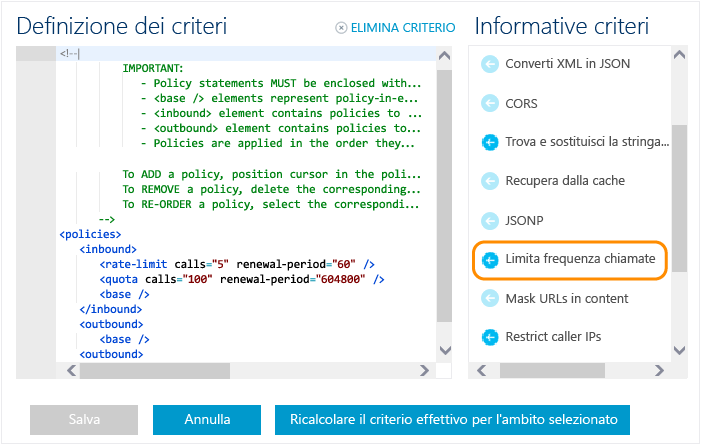 Definizione dei criteri
ELIMINA CRITERIO
<!--
IMPORTANT:
- Policy statements MUST be enclosed with...
- <base /> elements represent policy-in-e...
- <inbound> element contains policies to ...
- <outbound> element contains policies to...
- Policies are applied in the order they...
To ADD a policy, position cursor in the poli...
To REMOVE a policy, delete the corresponding...
To RE-ORDER a policy, select the correspondi...
-->
<policies>
<inbound>
<rate-limit calls="5" renewal-period="60" />
<quota calls="100" renewal-period="604800" />
<base />
</inbound>
<outbound>
<base />
<outbound>
Informative criteri
Converti XML in JSON
CORS
Trova e sostituisci la stringa...
Recupera dalla cache
JSONP
Limita frequenza chiamate
Mask URLs in content
Restrict caller IPs
Salva
Annulla
Ricalcolare il criterio effettivo per l'ambito selezionato